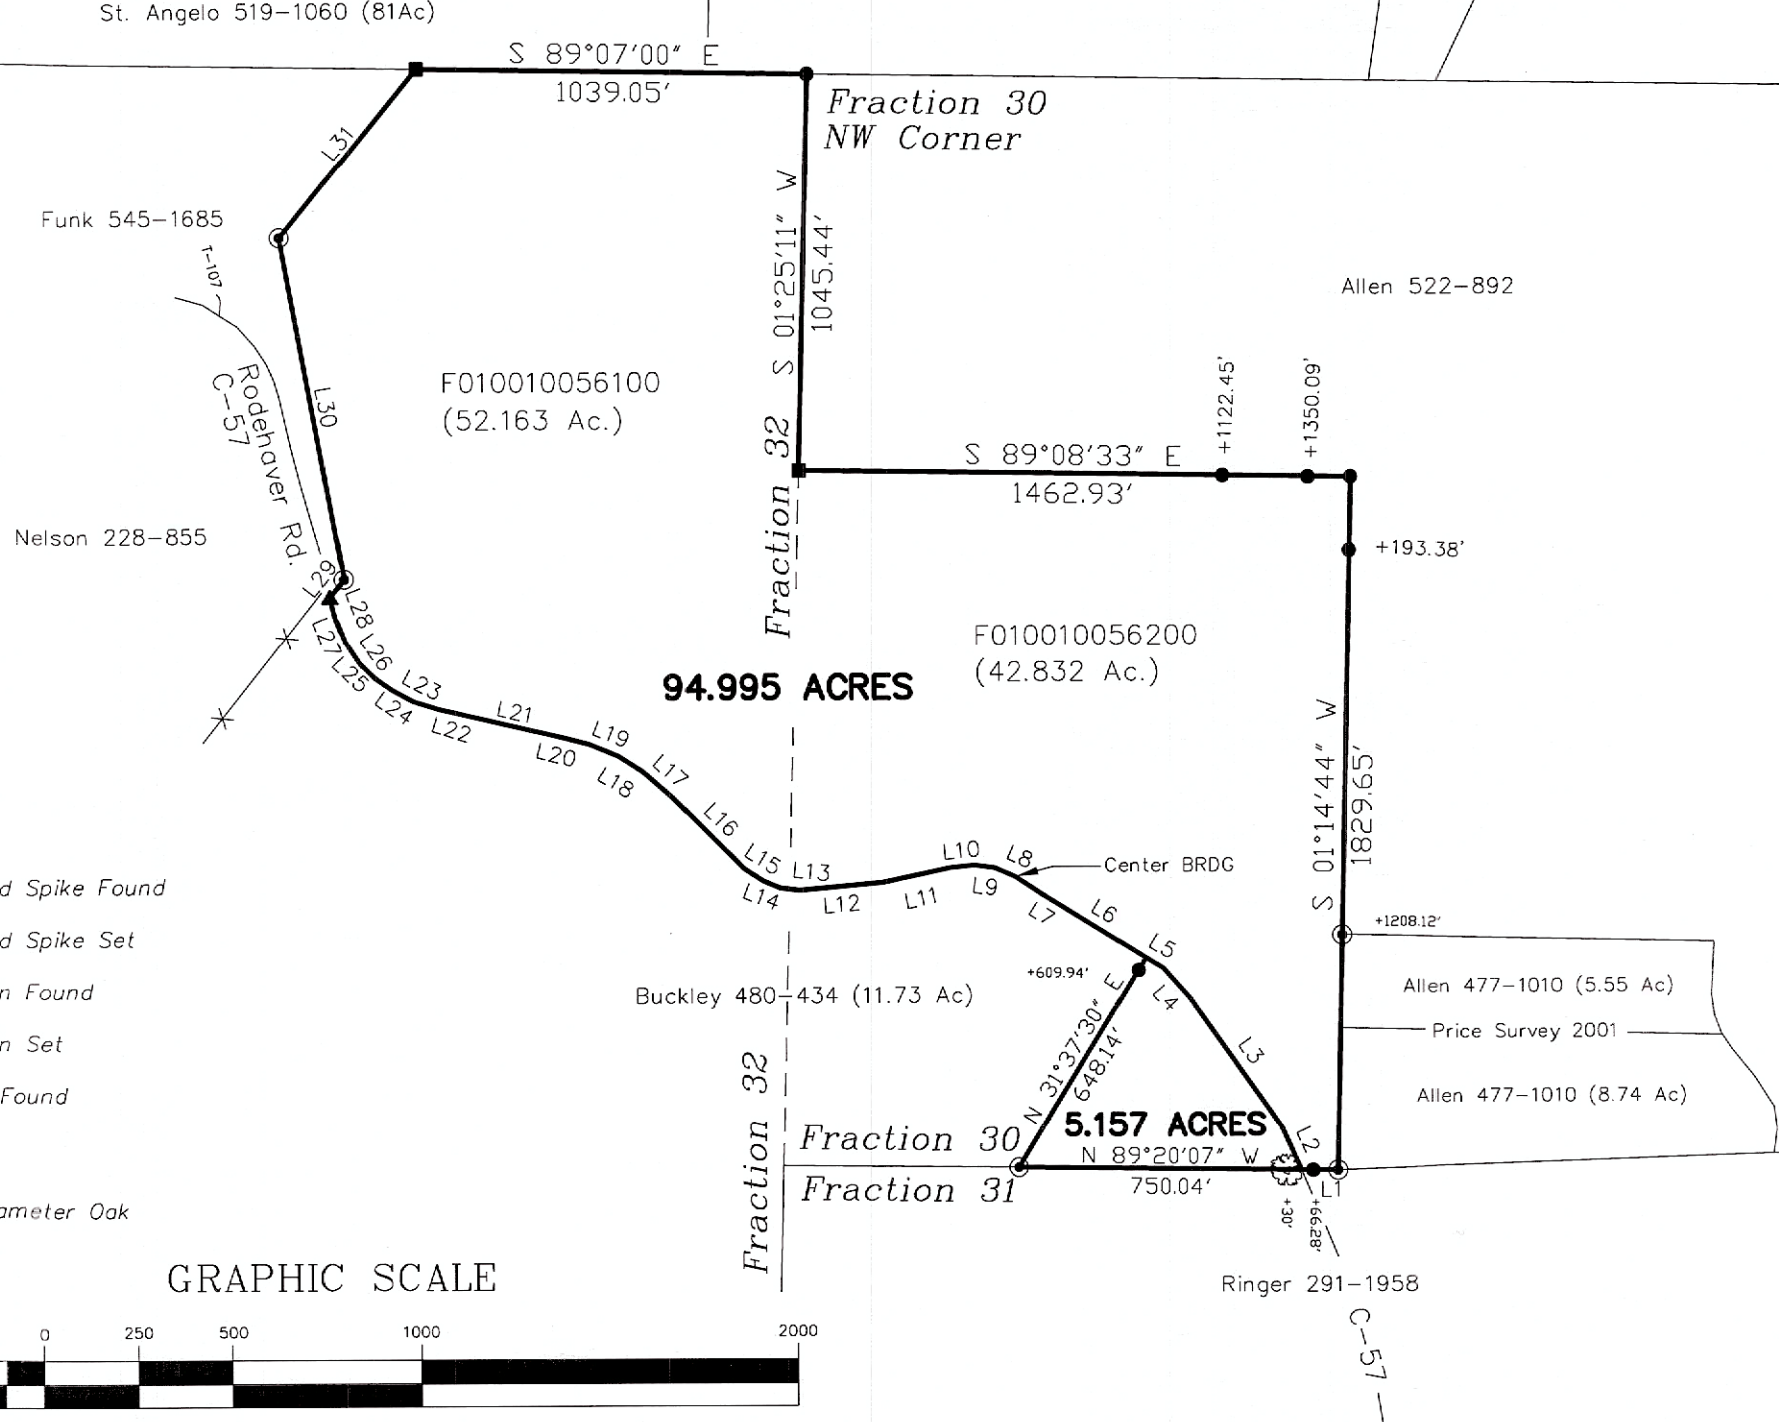 St. Angelo 519-1060 (81Ac)
S 89°07'00" E
1039.05'
Fraction 30
NW Corner
L31
S 01°25'11" W
1045.44'
Funk 545-1685
T-107
Allen 522-892
Rodehaver Rd.
C-57
L30
F010010056100
(52.163 Ac.)
Fraction 32
S 89°08'33" E
1462.93'
+1122.45'
+1350.09'
+193.38'
Nelson 228-855
L29
L28
L27
L26
L25
L24
L23
L22
L21
L20
L19
L18
L17
L16
L15
L14
L13
L12
L11
L10
L9
L8
L7
L6
L5
L4
L3
L2
L1
F010010056200
(42.832 Ac.)
94.995 ACRES
S 01°14'44" W
1829.65'
Center BRDG
+1208.12'
+609.94'
Buckley 480-434 (11.73 Ac)
Allen 477-1010 (5.55 Ac)
Price Survey 2001
Allen 477-1010 (8.74 Ac)
N 31°37'30" E
648.14'
5.157 ACRES
N 89°20'07" W
750.04'
Fraction 30
Fraction 31
Fraction 32
+30'
+66.28'
Ringer 291-1958
C-57
d Spike Found
d Spike Set
n Found
n Set
Found
ameter Oak
GRAPHIC SCALE
0 250 500 1000 2000